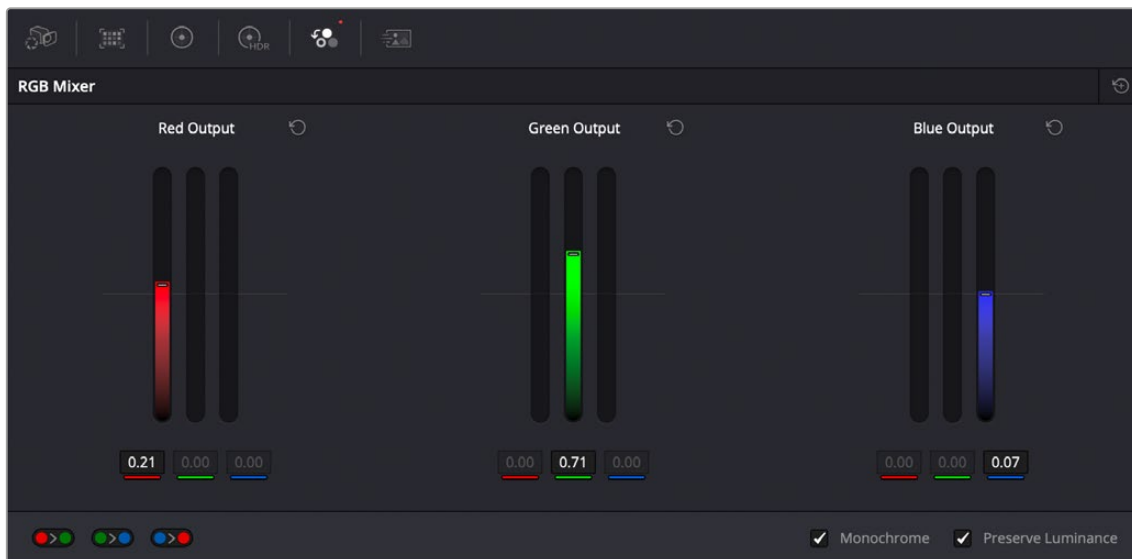 HDR
RGB Mixer
Red Output
Green Output
Blue Output
0.21 0.00 0.00
0.00 0.71 0.00
0.00 0.00 0.07
Monochrome
Preserve Luminance